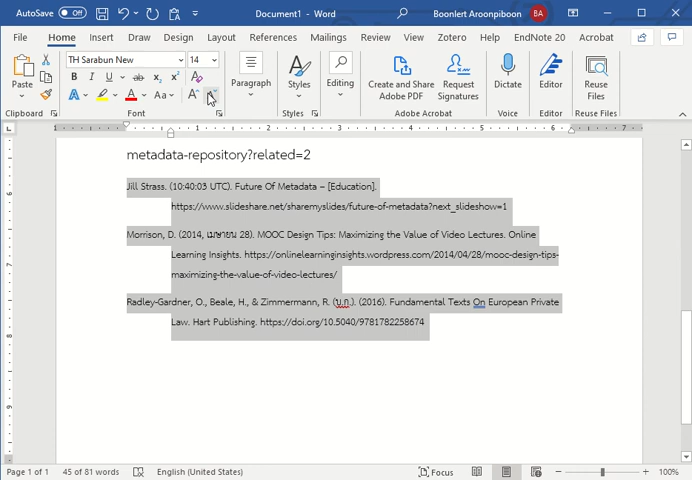 AutoSave Off Document1 - Word Boonlert Aroonpiboon BA
File Home Insert Draw Design Layout References Mailings Review View Zotero Help EndNote 20 Acrobat
TH Sarabun New 14
Paste Paragraph Styles Editing Create and Share Adobe PDF Request Signatures Dictate Editor Reuse Files
Clipboard Font Styles Adobe Acrobat Voice Editor Reuse Files
metadata-repository?related=2
Jill Strass. (10:40:03 UTC). Future Of Metadata – [Education].
https://www.slideshare.net/sharemyslides/future-of-metadata?next_slideshow=1
Morrison, D. (2014, เมษายน 28). MOOC Design Tips: Maximizing the Value of Video Lectures. Online
Learning Insights. https://onlinelearninginsights.wordpress.com/2014/04/28/mooc-design-tips-
maximizing-the-value-of-video-lectures/
Radley-Gardner, O., Beale, H., & Zimmermann, R. (บ.ก.). (2016). Fundamental Texts On European Private
Law. Hart Publishing. https://doi.org/10.5040/9781782258674
Page 1 of 1 45 of 81 words English (United States) Focus 100%